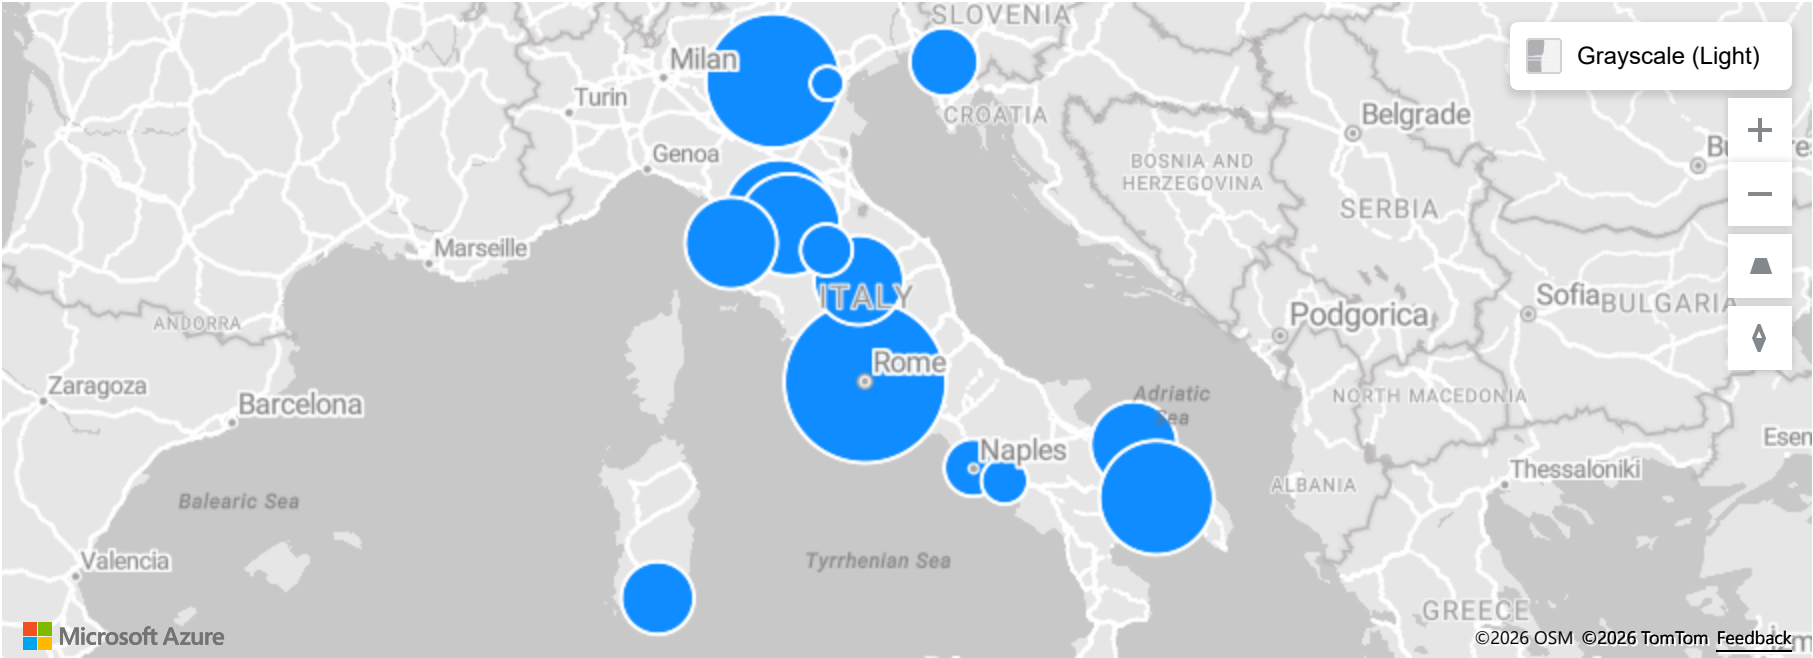 SLOVENIA
Milan
Grayscale (Light)
Turin
CROATIA
Belgrade
Genoa
BOSNIA AND
HERZEGOVINA
SERBIA
Marseille
ITALY
Sofia
BULGARIA
Podgorica
ANDORRA
Rome
Zaragoza
Barcelona
Adriatic
Sea
NORTH MACEDONIA
Naples
Thessaloniki
ALBANIA
Balearic Sea
Tyrrhenian Sea
Valencia
GREECE
Microsoft Azure
©2026 OSM ©2026 TomTom Feedback